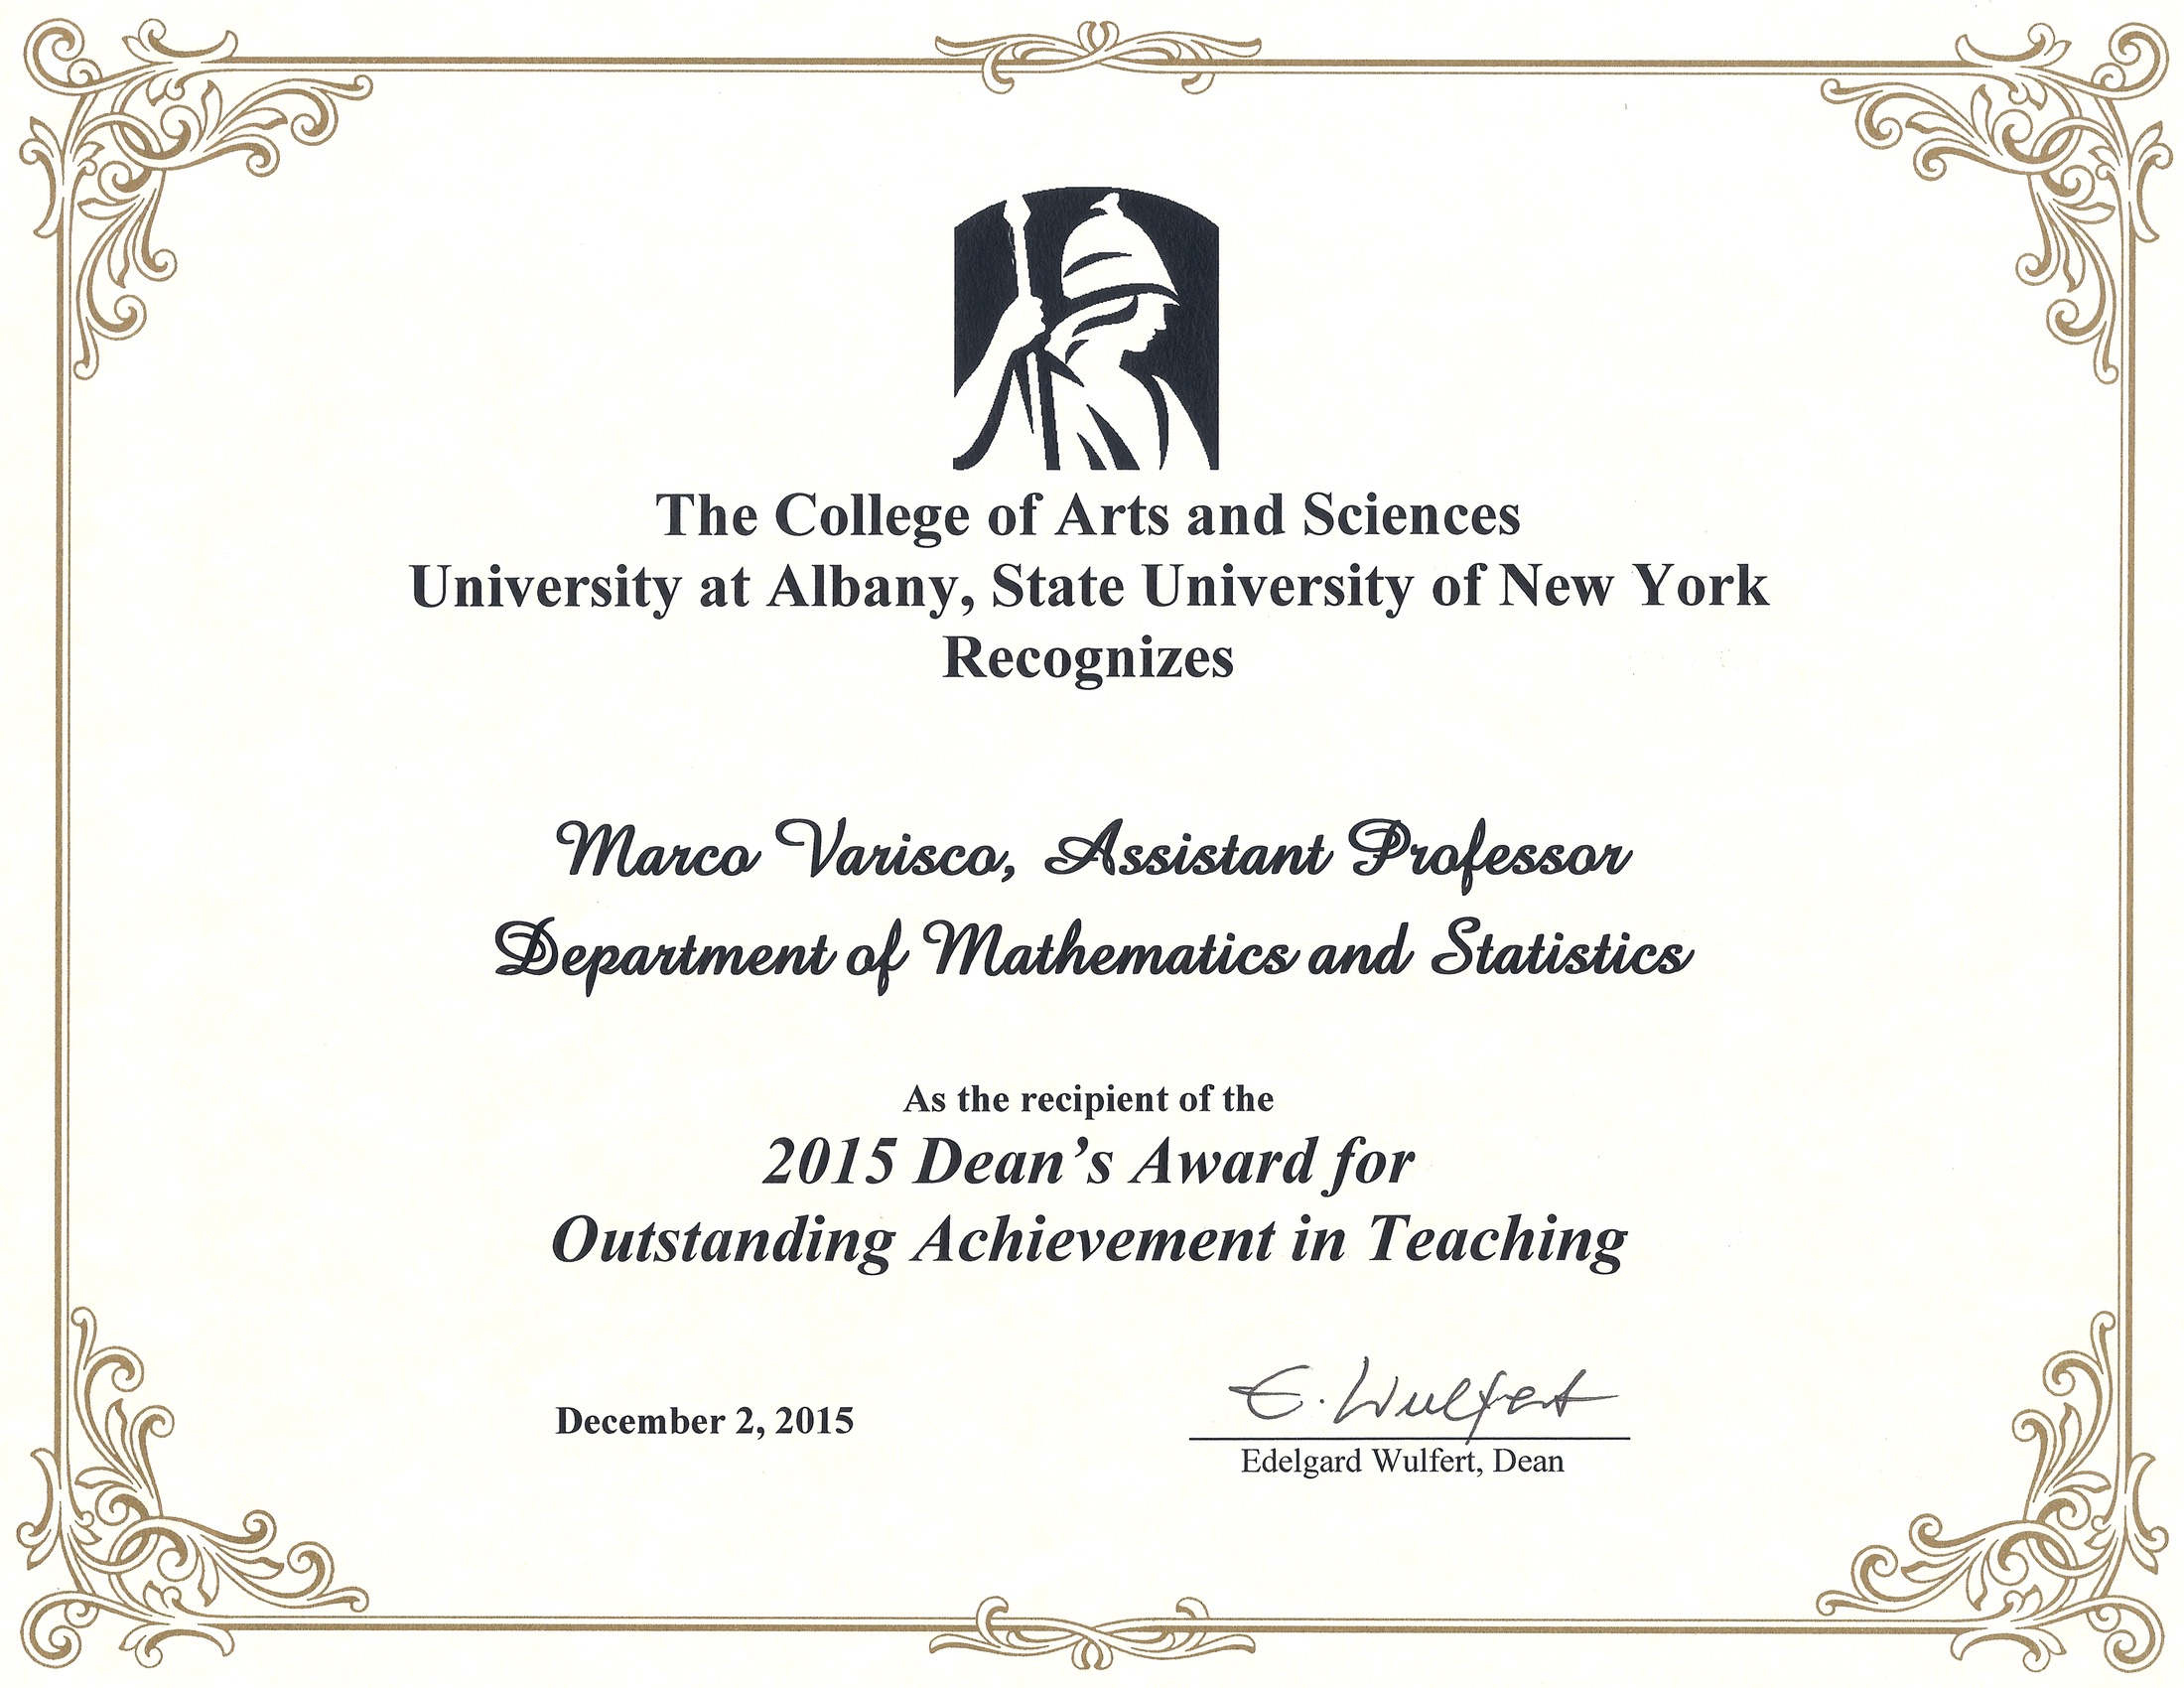 The College of Arts and Sciences
University at Albany, State University of New York
Recognizes
Marco Varisco, Assistant Professor
Department of Mathematics and Statistics
As the recipient of the
2015 Dean's Award for
Outstanding Achievement in Teaching
E. Wulfert
December 2, 2015
Edelgard Wulfert, Dean